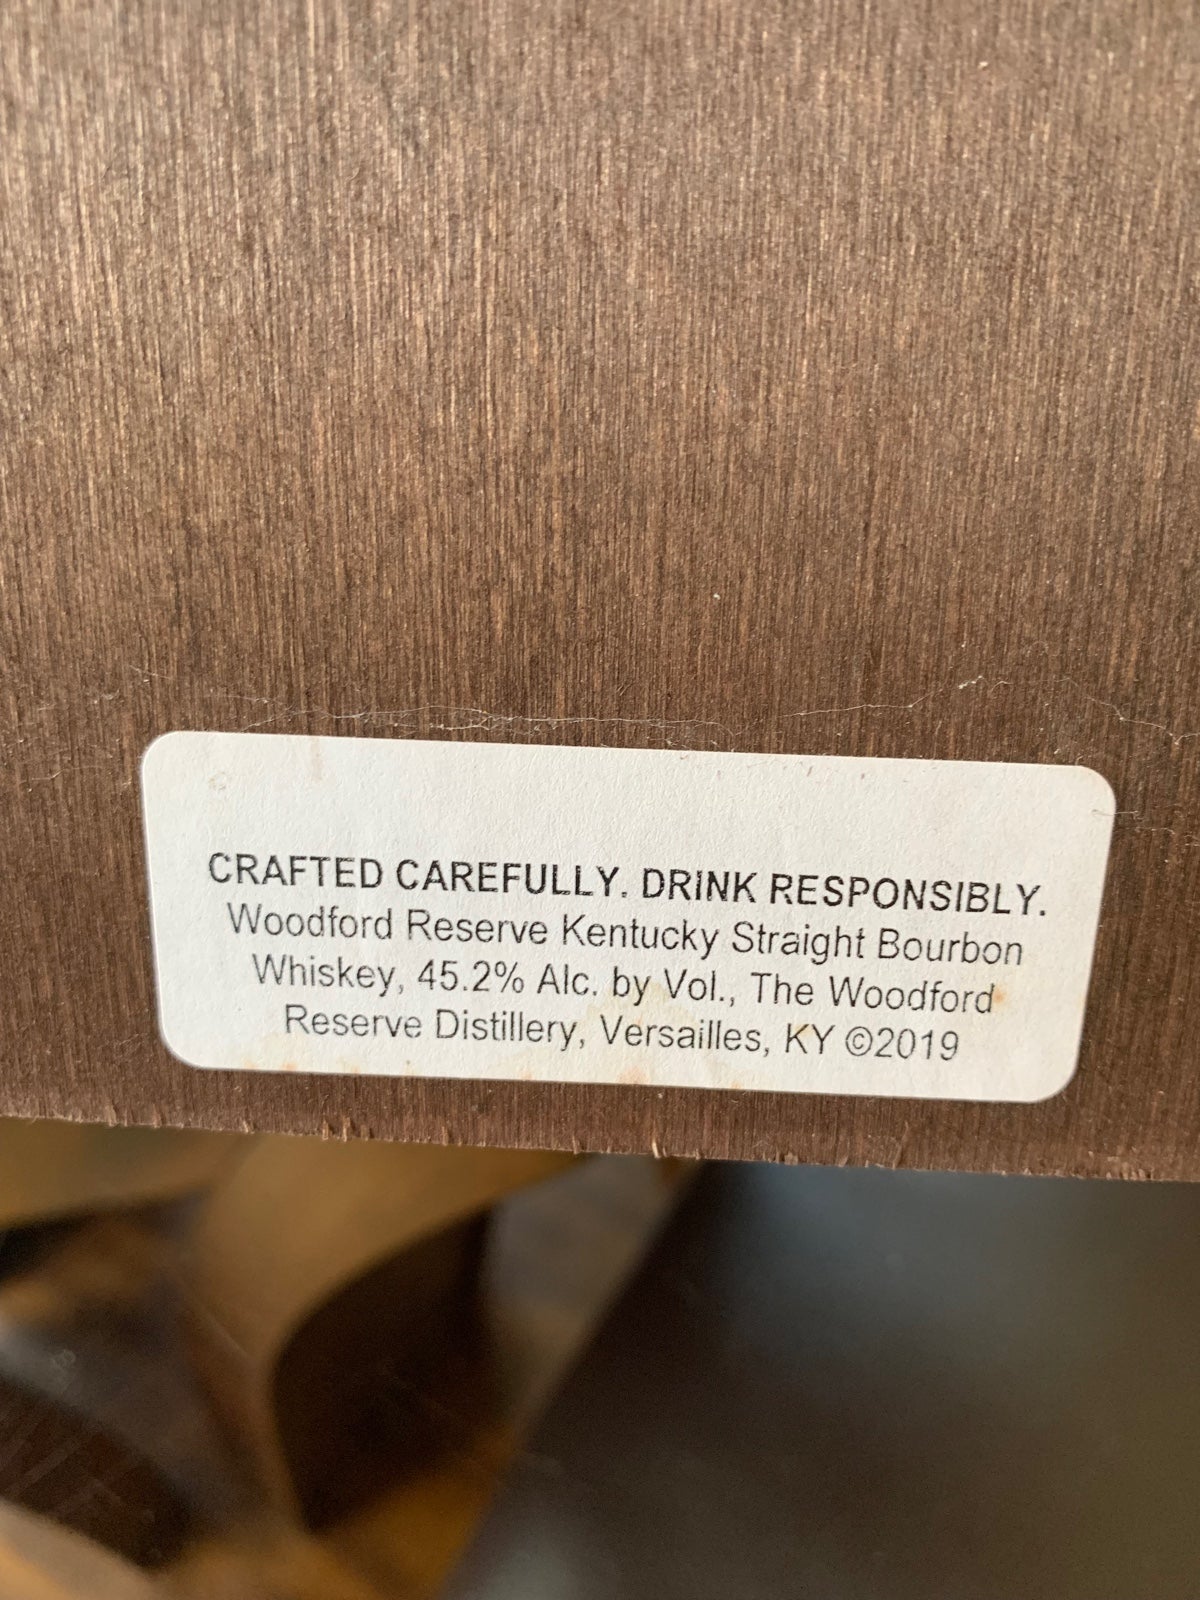 CRAFTED CAREFULLY. DRINK RESPONSIBLY.
Woodford Reserve Kentucky Straight Bourbon
Whiskey, 45.2% Alc. by Vol., The Woodford
Reserve Distillery, Versailles, KY ©2019